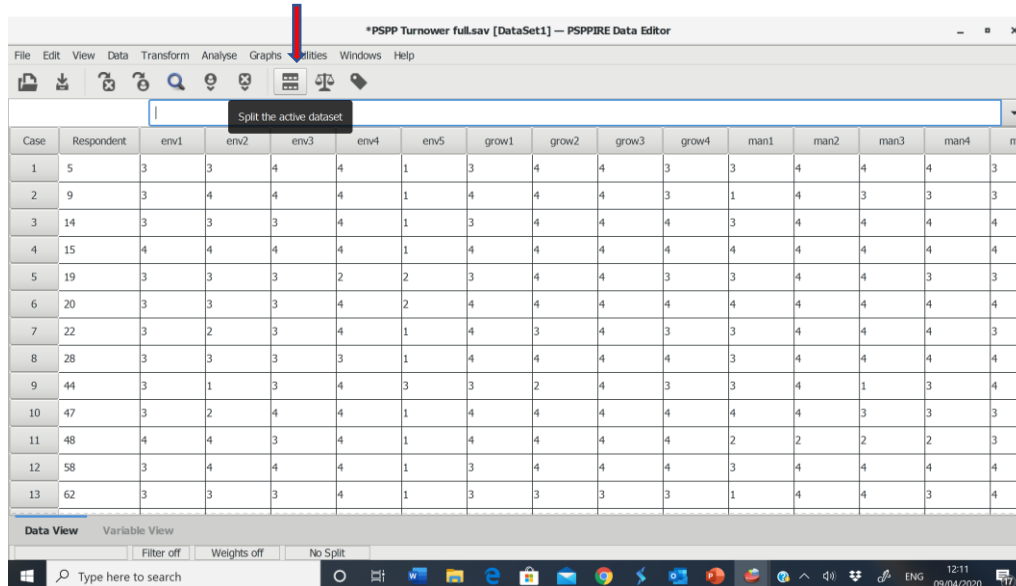 *PSPP Turnower full.sav [DataSet1] — PSPPIRE Data Editor
File Edit View Data Transform Analyse Graphs Utilities Windows Help
Split the active dataset
Case Respondent env1 env2 env3 env4 env5 grow1 grow2 grow3 grow4 man1 man2 man3 man4
1 5 3 3 4 4 1 3 4 4 3 3 4 4 4 3
2 9 3 4 4 4 1 4 4 4 3 1 4 3 3 3
3 14 3 3 3 4 1 3 4 4 4 3 4 4 4 4
4 15 4 4 4 4 1 4 4 4 4 4 4 4 4 4
5 19 3 3 3 2 2 3 4 4 3 3 4 4 3 3
6 20 3 3 3 4 2 4 4 4 4 4 4 4 4 4
7 22 3 2 3 4 1 4 3 4 3 3 4 4 4 3
8 28 3 3 3 3 1 4 4 4 4 3 4 4 4 4
9 44 3 1 3 4 3 3 2 4 3 3 4 1 3 4
10 47 3 2 4 4 1 4 4 4 4 4 4 3 3 3
11 48 4 4 3 4 1 4 4 4 4 2 2 2 2 3
12 58 3 4 4 4 1 3 4 4 4 3 4 4 4 4
13 62 3 3 3 4 1 3 3 3 3 1 4 4 3 4
Data View Variable View
Filter off Weights off No Split
Type here to search
ENG
12:11
09/04/2020
17